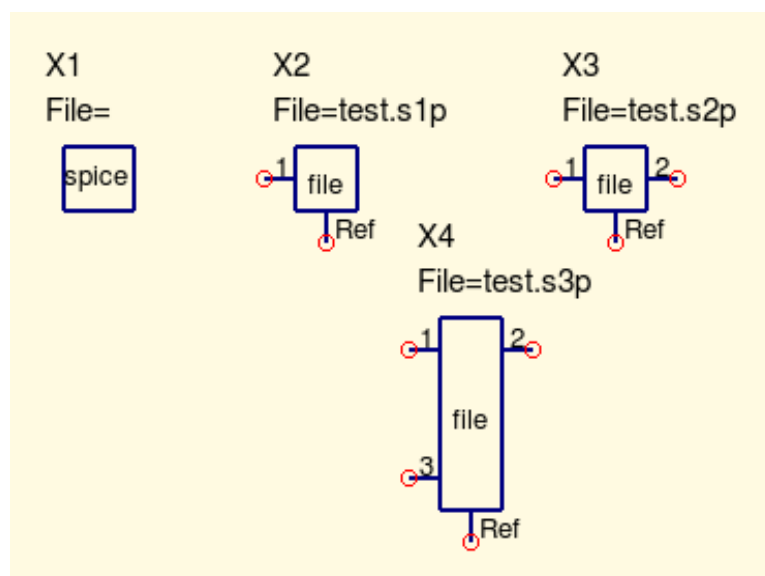 X1
File=
spice
X2
File=test.s1p
1
file
Ref
X3
File=test.s2p
1
2
file
Ref
X4
File=test.s3p
1
2
file
3
Ref